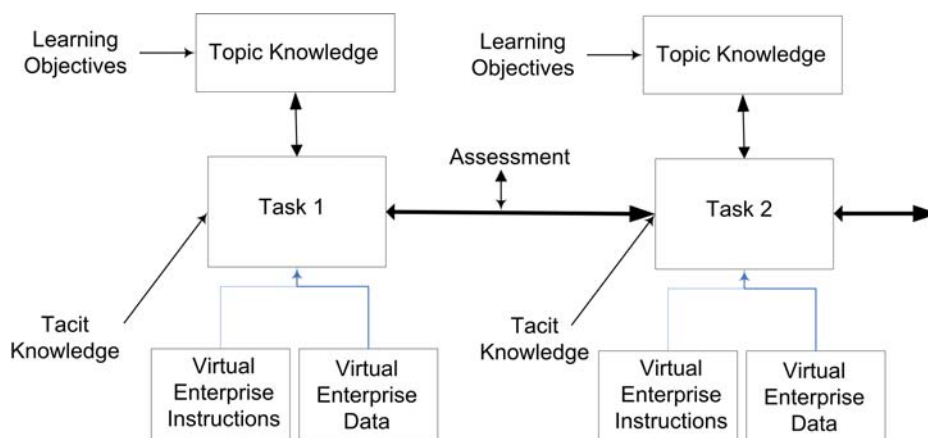 Learning
Objectives
Topic Knowledge
Learning
Objectives
Topic Knowledge
Assessment
Task 1
Task 2
Tacit
Knowledge
Virtual
Enterprise
Instructions
Virtual
Enterprise
Data
Tacit
Knowledge
Virtual
Enterprise
Instructions
Virtual
Enterprise
Data